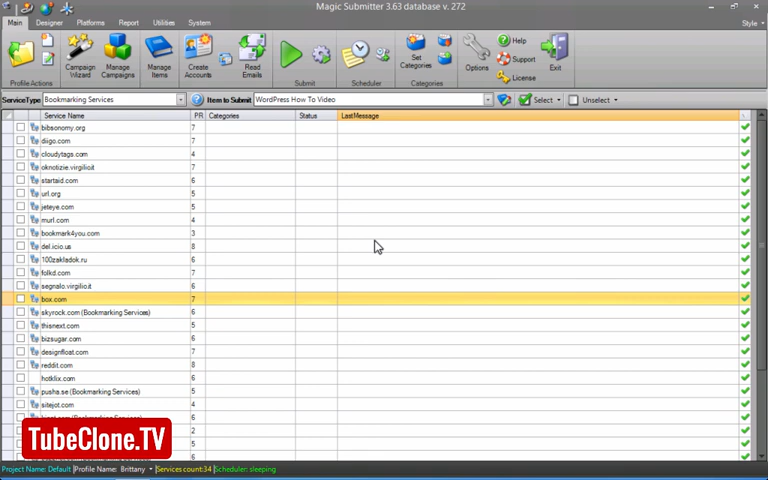 Magic Submitter 3.63 database v. 272
Main Designer Platforms Report Utilities System Style
Profile Actions
Campaign Wizard
Manage Campaigns
Manage Items
Create Accounts
Read Emails
Submit
Scheduler
Set Categories
Categories
Options
Help
Support
License
Exit
ServiceType Bookmarking Services Item to Submit WordPress How To Video Select Unselect
Service Name PR Categories Status LastMessage
bibsonomy.org 7
diigo.com 7
cloudytags.com 4
oknotizie.virgilio.it 7
startaid.com 6
url.org 5
jeteye.com 5
murl.com 4
bookmark4you.com 3
del.icio.us 8
100zakladok.ru 6
folkd.com 7
segnalo.virgilio.it 6
box.com 7
skyrock.com (Bookmarking Services) 6
thisnext.com 5
bizsugar.com 6
designfloat.com 7
reddit.com 8
hotklix.com
pusha.se (Bookmarking Services) 5
sitejot.com 4
6
2
5
6
TubeClone.TV
Project Name: Default Profile Name: Brittany Services count:34 Scheduler: sleeping